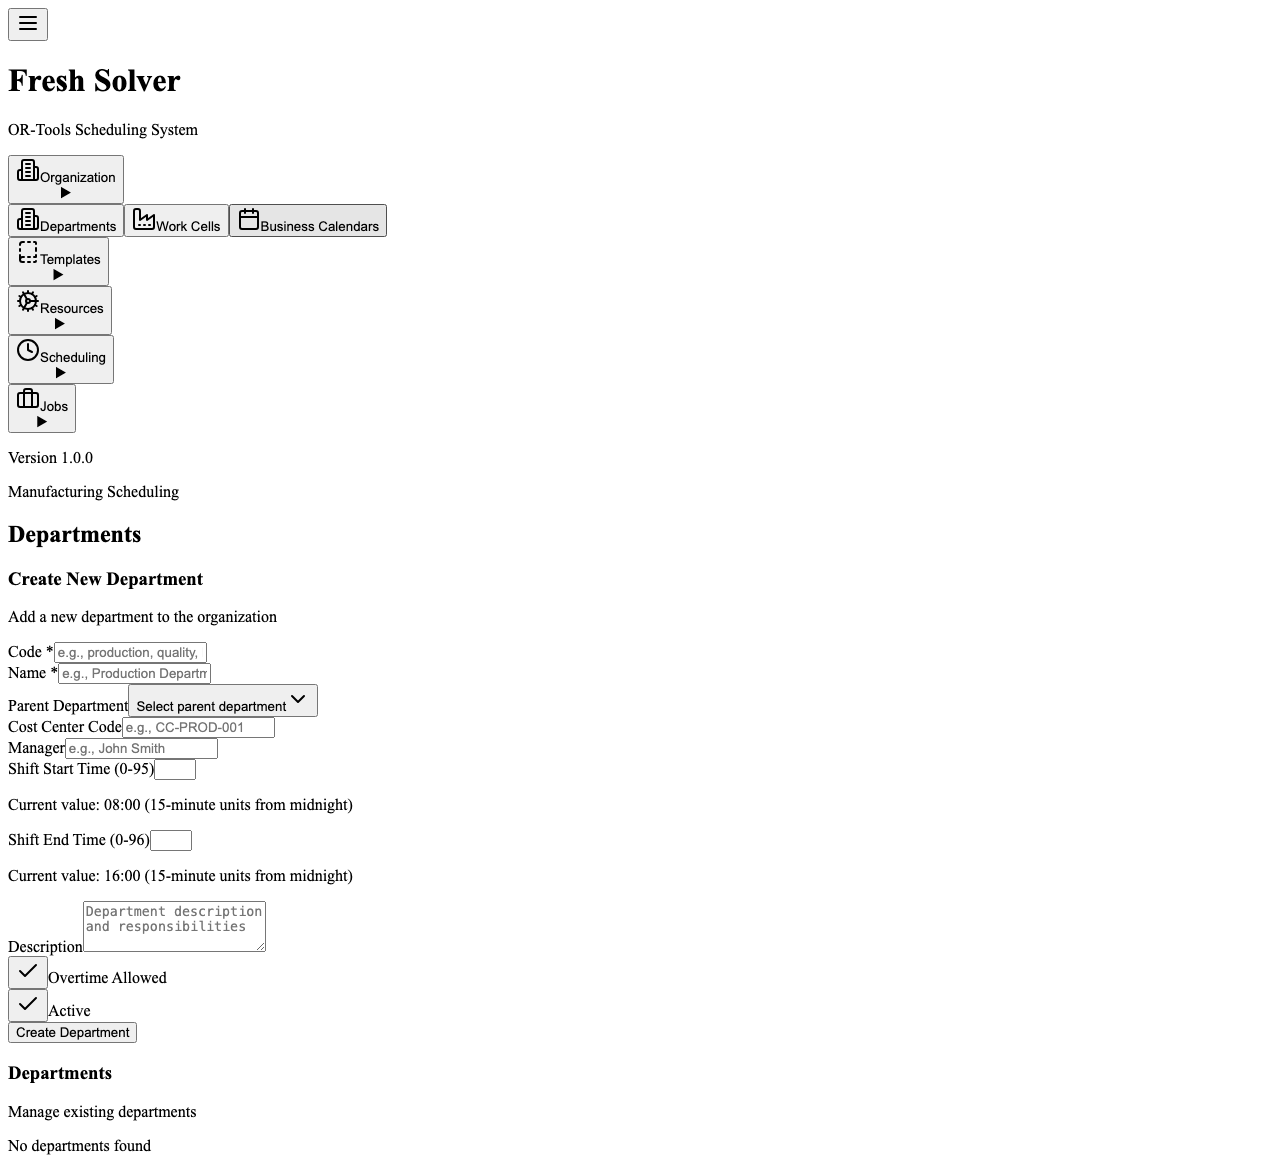 Fresh Solver
OR-Tools Scheduling System
Organization
Departments Work Cells Business Calendars
Templates
Resources
Scheduling
Jobs
Version 1.0.0
Manufacturing Scheduling
Departments
Create New Department
Add a new department to the organization
Code * e.g., production, quality,
Name * e.g., Production Departm
Parent Department Select parent department
Cost Center Code e.g., CC-PROD-001
Manager e.g., John Smith
Shift Start Time (0-95)
Current value: 08:00 (15-minute units from midnight)
Shift End Time (0-96)
Current value: 16:00 (15-minute units from midnight)
Department description
and responsibilities
Description
Overtime Allowed
Active
Create Department
Departments
Manage existing departments
No departments found